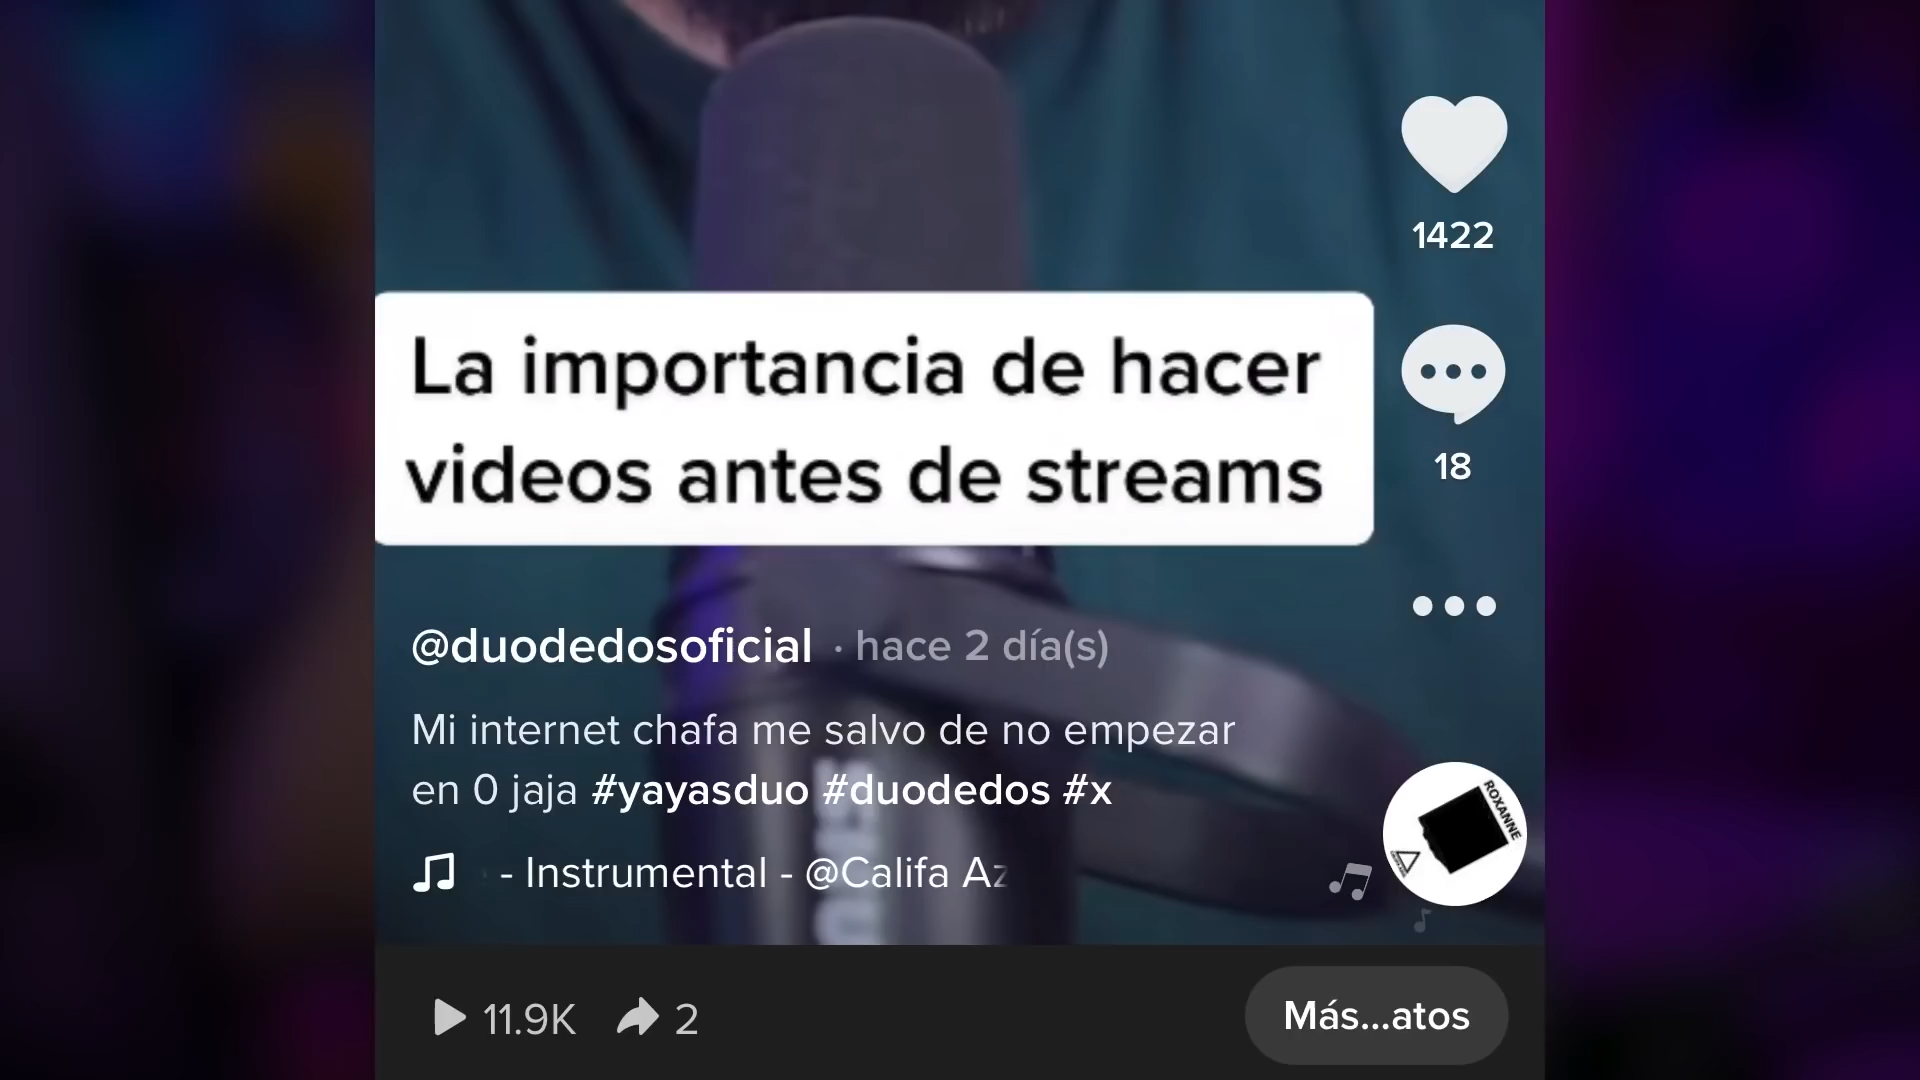 1422
La importancia de hacer
videos antes de streams
18
@duodedosoficial · hace 2 día(s)
Mi internet chafa me salvo de no empezar
en 0 jaja #yayasduo #duodedos #x
- Instrumental - @Califa Az
ROXANNE
11.9K 2
Más...atos